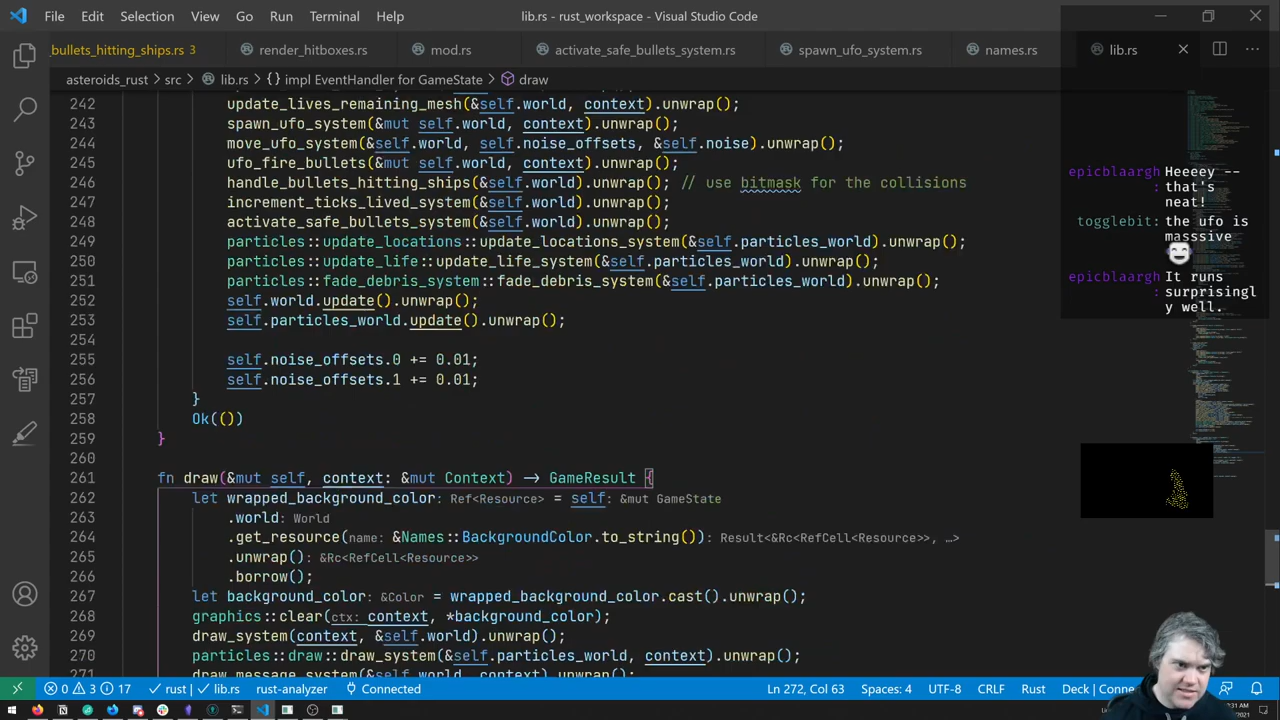 File Edit Selection View Go Run Terminal Help
lib.rs - rust_workspace - Visual Studio Code
bullets_hitting_ships.rs 3 render_hitboxes.rs mod.rs activate_safe_bullets_system.rs spawn_ufo_system.rs names.rs lib.rs
asteroids_rust > src > lib.rs > {} impl EventHandler for GameState > draw
242 update_lives_remaining_mesh(&self.world, context).unwrap();
243 spawn_ufo_system(&mut self.world, context).unwrap();
244 move_ufo_system(&self.world, self.noise_offsets, &self.noise).unwrap();
245 ufo_fire_bullets(&mut self.world, context).unwrap();
246 handle_bullets_hitting_ships(&self.world).unwrap(); // use bitmask for the collisions
247 increment_ticks_lived_system(&self.world).unwrap();
248 activate_safe_bullets_system(&self.world).unwrap();
249 particles::update_locations::update_locations_system(&self.particles_world).unwrap();
250 particles::update_life::update_life_system(&self.particles_world).unwrap();
251 particles::fade_debris_system::fade_debris_system(&self.particles_world).unwrap();
252 self.world.update().unwrap();
253 self.particles_world.update().unwrap();
254
255 self.noise_offsets.0 += 0.01;
256 self.noise_offsets.1 += 0.01;
257 }
258 Ok(())
259 }
260
261 fn draw(&mut self, context: &mut Context) -> GameResult {
262 let wrapped_background_color: Ref<Resource> = self: &mut GameState
263 .world: World
264 .get_resource(name: &Names::BackgroundColor.to_string()): Result<&Rc<RefCell<Resource>>, …>
265 .unwrap(): &Rc<RefCell<Resource>>
266 .borrow();
267 let background_color: &Color = wrapped_background_color.cast().unwrap();
268 graphics::clear(ctx: context, *background_color);
269 draw_system(context, &self.world).unwrap();
270 particles::draw::draw_system(&self.particles_world, context).unwrap();
271 draw_message_system(&self.world, context).unwrap();
epicblaargh: Heeeey --
that's
neat!
togglebit: the ufo is
masssive
epicblaargh: It runs
surprisingl
y well.
0 3 17 rust | lib.rs rust-analyzer Connected
Ln 272, Col 63 Spaces: 4 UTF-8 CRLF Rust Deck | Conne